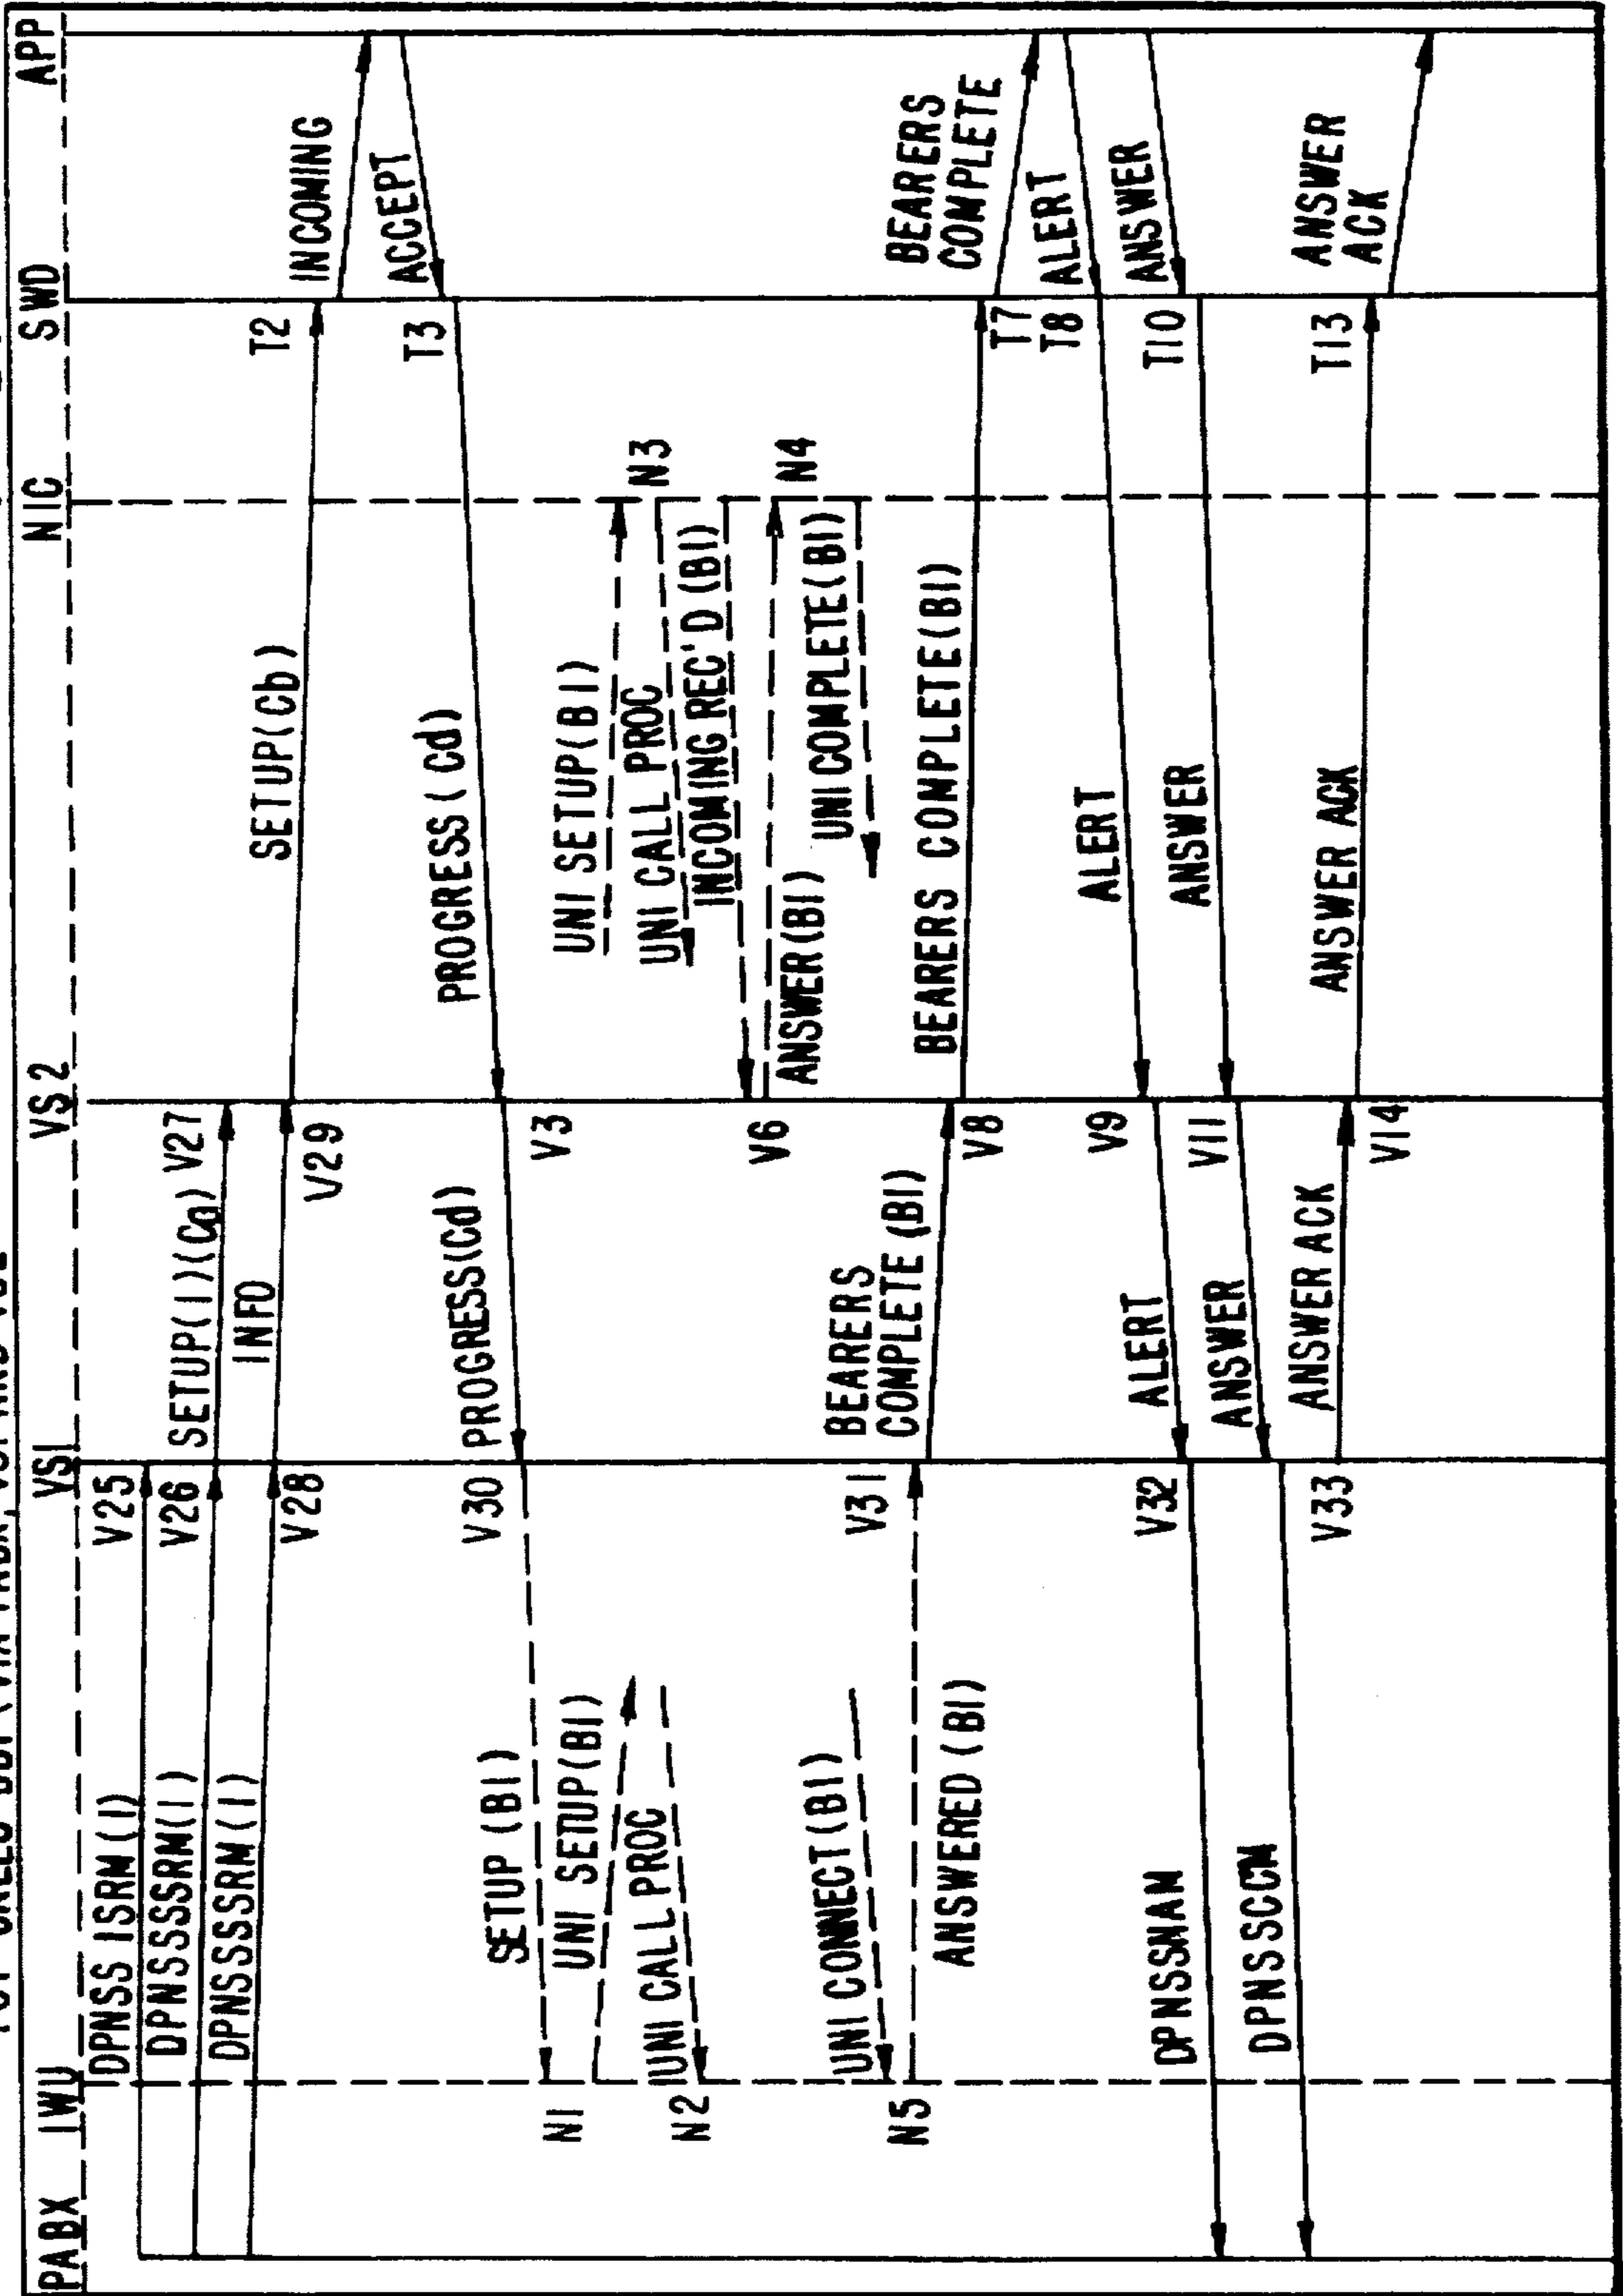 PABX IWU VS1 VS2 NIC SWD APP
DPNSS ISRM (I)
V25
DPNSSSSRM(I)
V26
SETUP(I)(Ca)
V27
DPNSSSSRM(I)
V28
INFO
V29
SETUP(Cb)
T2
INCOMING
ACCEPT
T3
PROGRESS(Cd)
V3
PROGRESS(Cd)
V30
SETUP (BI)
N1
UNI SETUP(BI)
UNI CALL PROC
N2
UNI SETUP(BI)
UNI CALL PROC
N3
INCOMING REC'D (BI)
V6
ANSWER(BI)
N4
UNI COMPLETE(BI)
UNI CONNECT(BI)
N5
ANSWERED (BI)
V31
BEARERS
COMPLETE (BI)
V8
BEARERS COMPLETE(BI)
T7
BEARERS
COMPLETE
ALERT
T8
ALERT
V9
ALERT
V32
DPNSSNAM
ANSWER
T10
ANSWER
V11
ANSWER
DPNSSCCM
V33
ANSWER ACK
V14
ANSWER ACK
T13
ANSWER
ACK